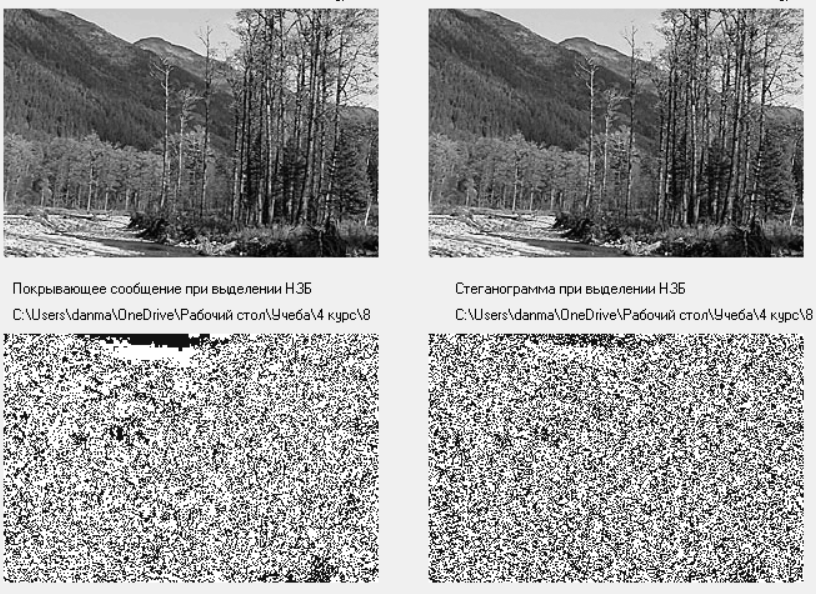 Покрывающее сообщение при выделении НЗБ
Стеганограмма при выделении НЗБ
C:\Users\danma\OneDrive\Рабочий стол\Учеба\4 курс\8
C:\Users\danma\OneDrive\Рабочий стол\Учеба\4 курс\8